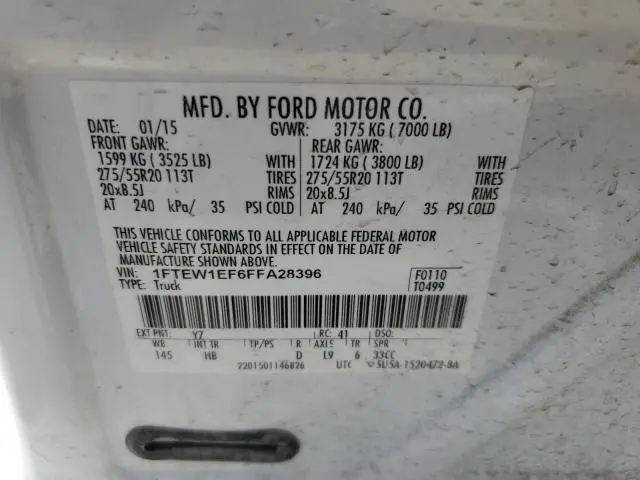 MFD. BY FORD MOTOR CO.
DATE: 01/15 GVWR: 3175 KG ( 7000 LB)
FRONT GAWR: REAR GAWR:
1599 KG ( 3525 LB) WITH 1724 KG ( 3800 LB) WITH
275/55R20 113T TIRES 275/55R20 113T TIRES
20x8.5J RIMS 20x8.5J RIMS
AT 240 kPa/ 35 PSI COLD AT 240 kPa/ 35 PSI COLD
THIS VEHICLE CONFORMS TO ALL APPLICABLE FEDERAL MOTOR
VEHICLE SAFETY STANDARDS IN EFFECT ON THE DATE OF
MANUFACTURE SHOWN ABOVE.
VIN: 1FTEW1EF6FFA28396 F0110
TYPE: Truck T0499
EXT PNT: Y7 RC: 41 DSO:
WB INT TR TP/PS R AXLE TR SPR
145 HB D L9 6 33CC
2201501146826 UTC